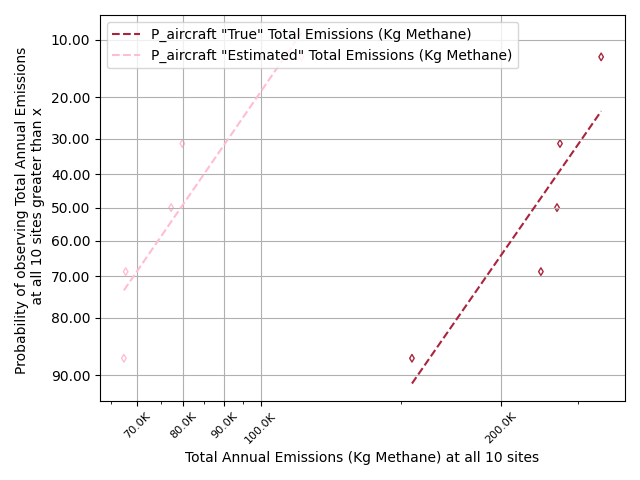 P_aircraft "True" Total Emissions (Kg Methane)
P_aircraft "Estimated" Total Emissions (Kg Methane)
Probability of observing Total Annual Emissions
at all 10 sites greater than x
10.00
20.00
30.00
40.00
50.00
60.00
70.00
80.00
90.00
70.0K
80.0K
90.0K
100.0K
200.0K
Total Annual Emissions (Kg Methane) at all 10 sites